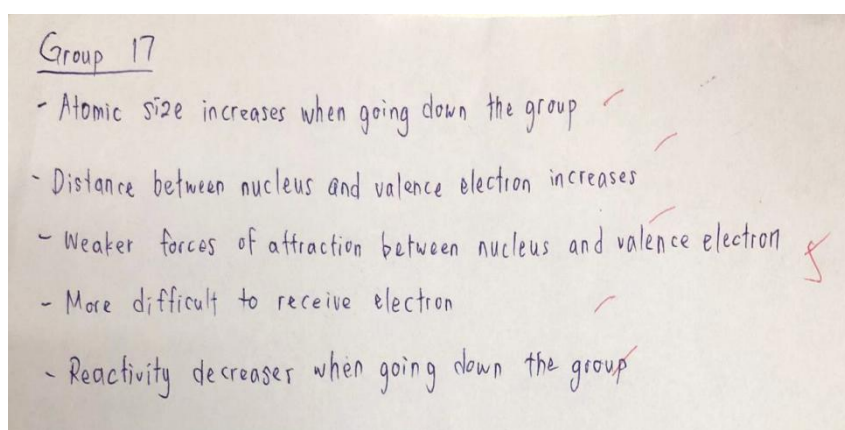 Group 17
- Atomic size increases when going down the group
- Distance between nucleus and valence electron increases
- Weaker forces of attraction between nucleus and valence electron
- More difficult to receive electron
- Reactivity decreases when going down the group